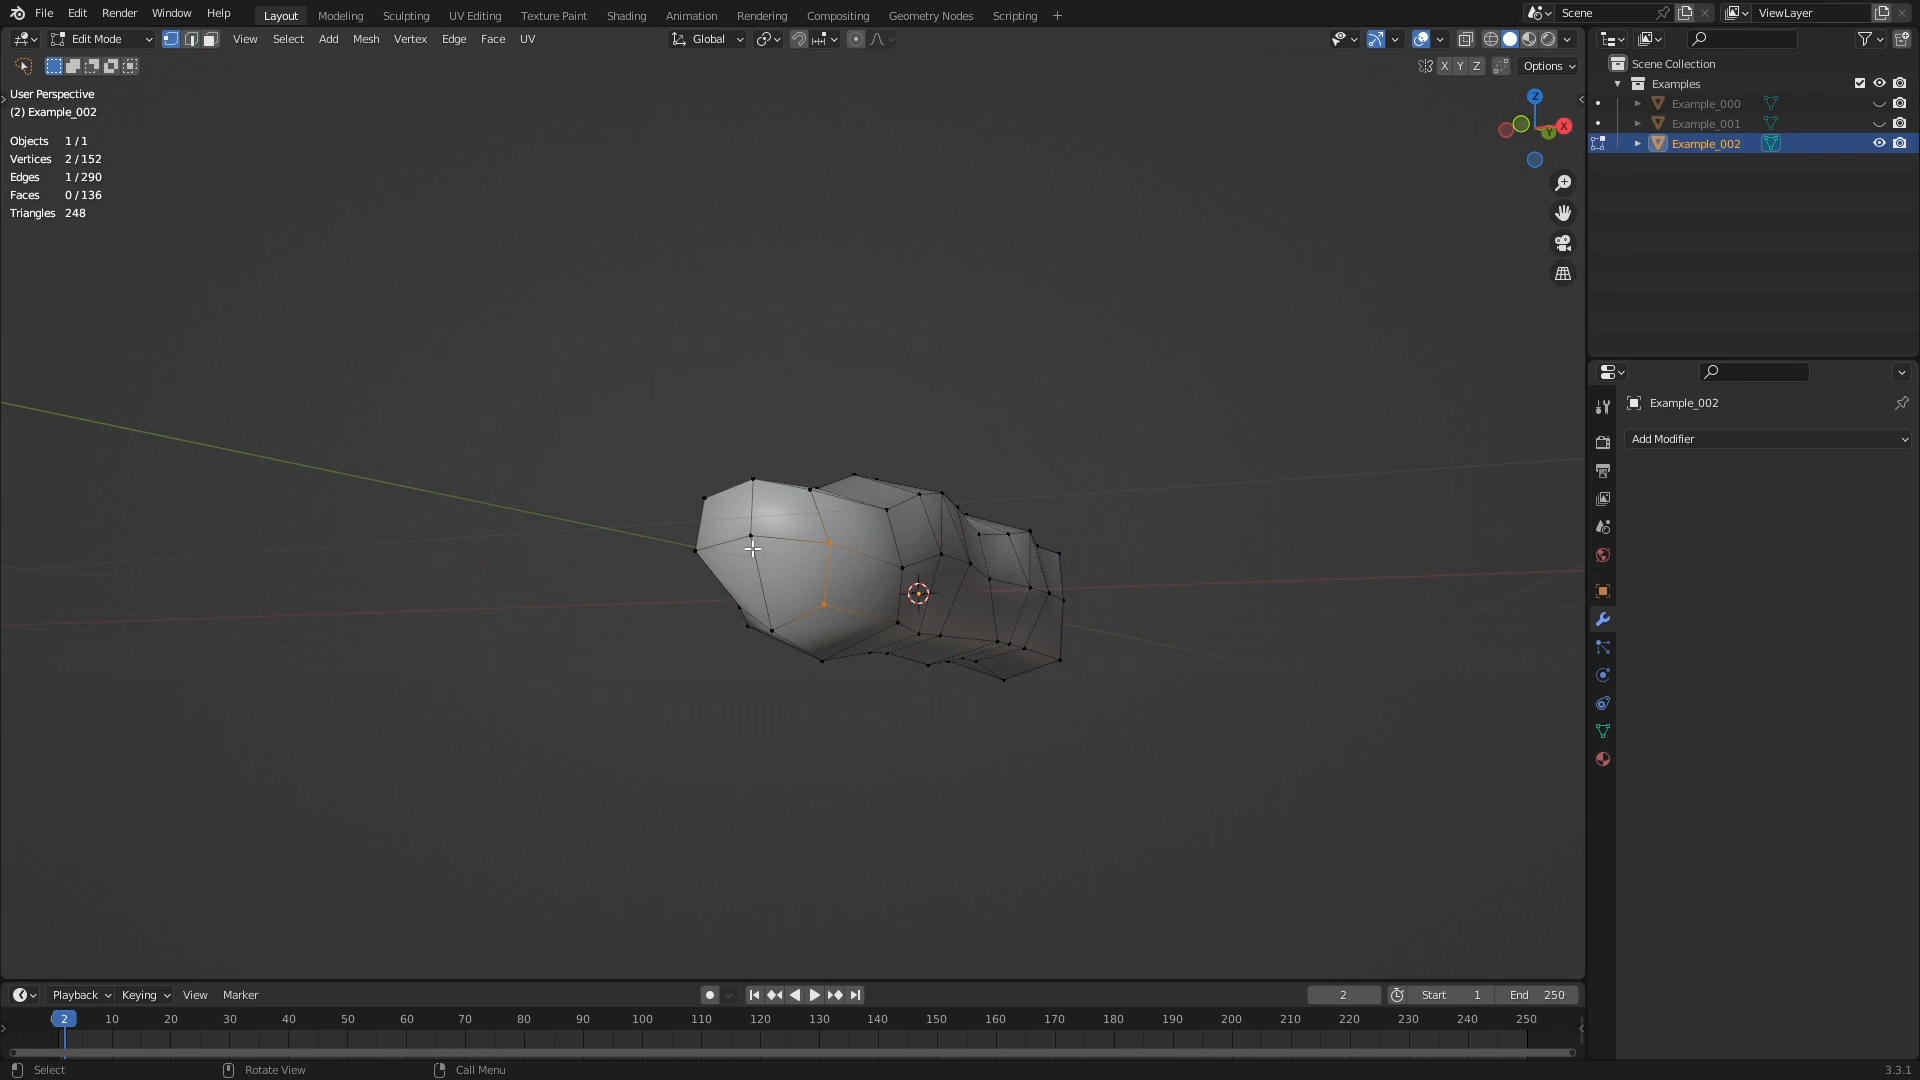 File Edit Render Window Help Layout Modeling Sculpting UV Editing Texture Paint Shading Animation Rendering Compositing Geometry Nodes Scripting + Scene ViewLayer
Edit Mode View Select Add Mesh Vertex Edge Face UV Global
X Y Z Options
User Perspective
(2) Example_002
Objects 1 / 1
Vertices 2 / 152
Edges 1 / 290
Faces 0 / 136
Triangles 248
Z
X
Y
Scene Collection
Examples
Example_000
Example_001
Example_002
Example_002
Add Modifier
Playback Keying View Marker 2 Start 1 End 250
2 10 20 30 40 50 60 70 80 90 100 110 120 130 140 150 160 170 180 190 200 210 220 230 240 250
Select Rotate View Call Menu 3.3.1